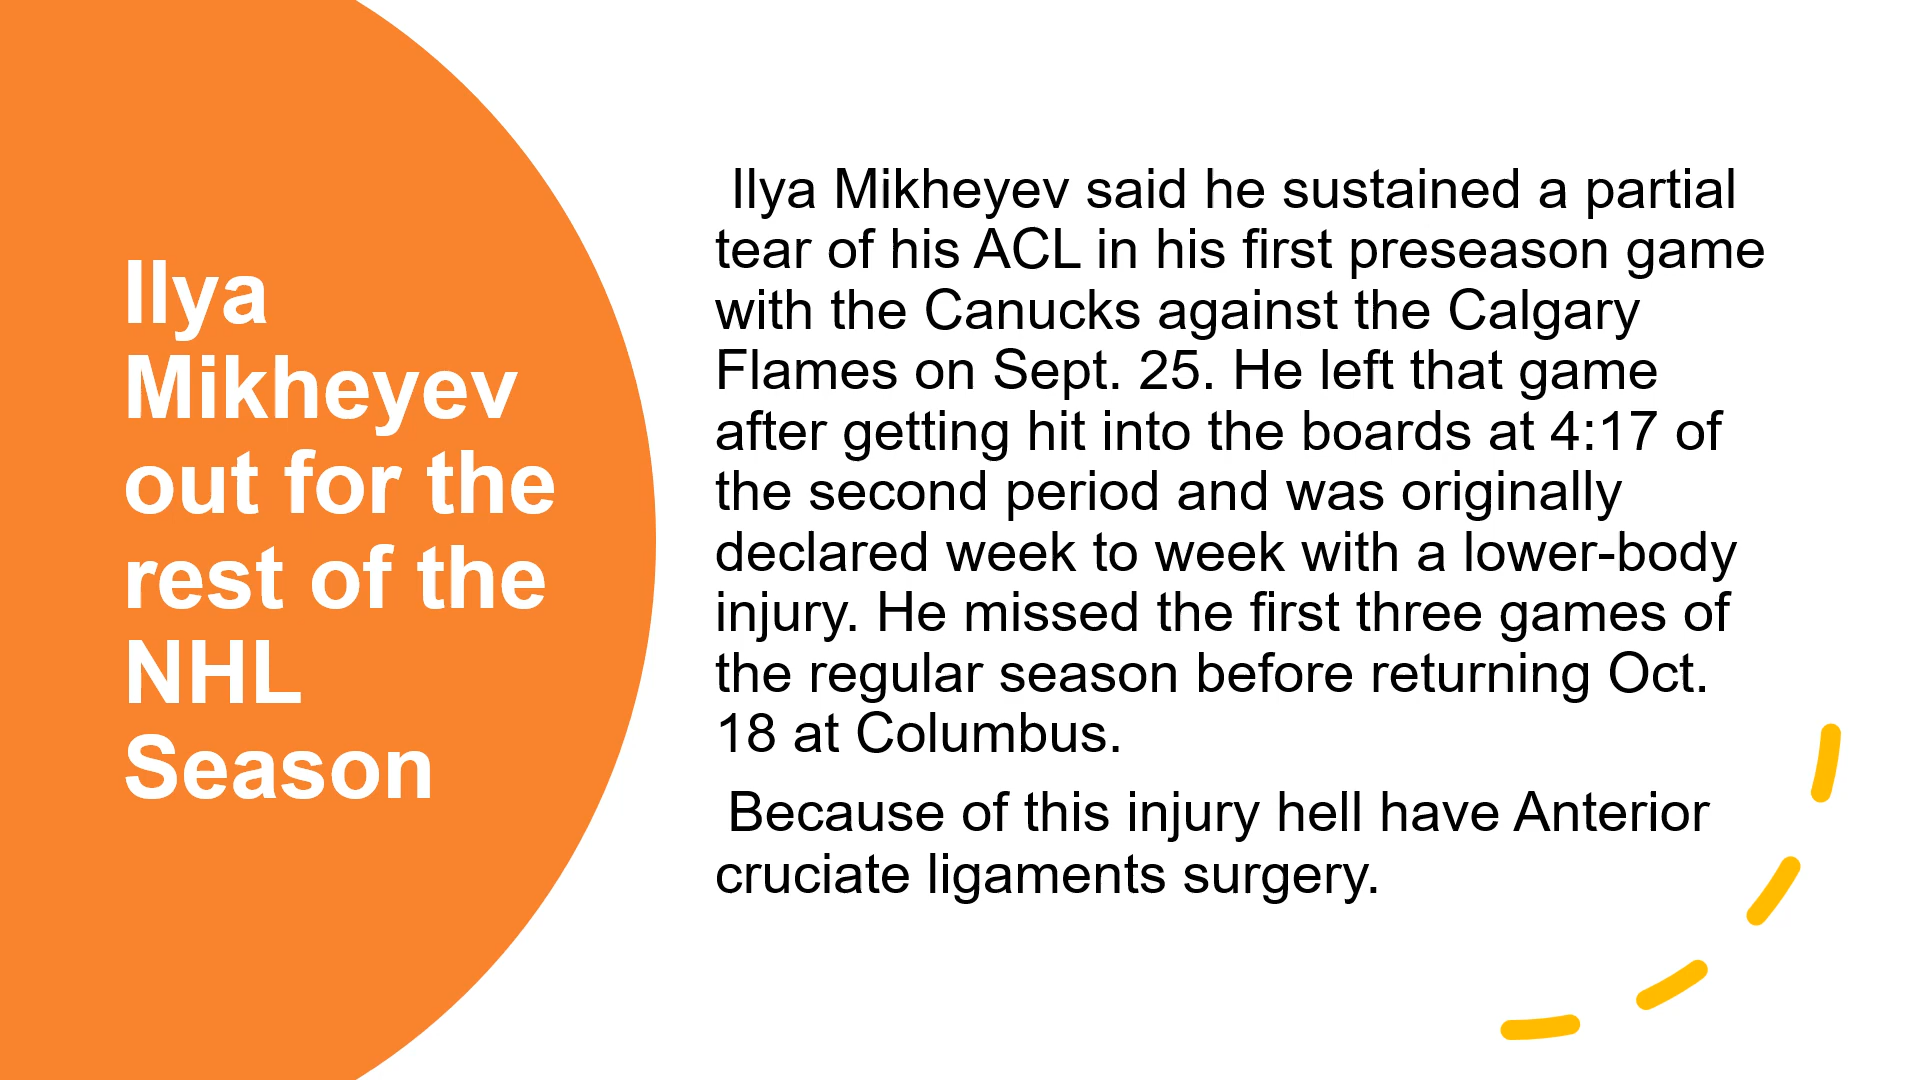 Ilya
Mikheyev
out for the
rest of the
NHL
Season
Ilya Mikheyev said he sustained a partial
tear of his ACL in his first preseason game
with the Canucks against the Calgary
Flames on Sept. 25. He left that game
after getting hit into the boards at 4:17 of
the second period and was originally
declared week to week with a lower-body
injury. He missed the first three games of
the regular season before returning Oct.
18 at Columbus.
Because of this injury hell have Anterior
cruciate ligaments surgery.